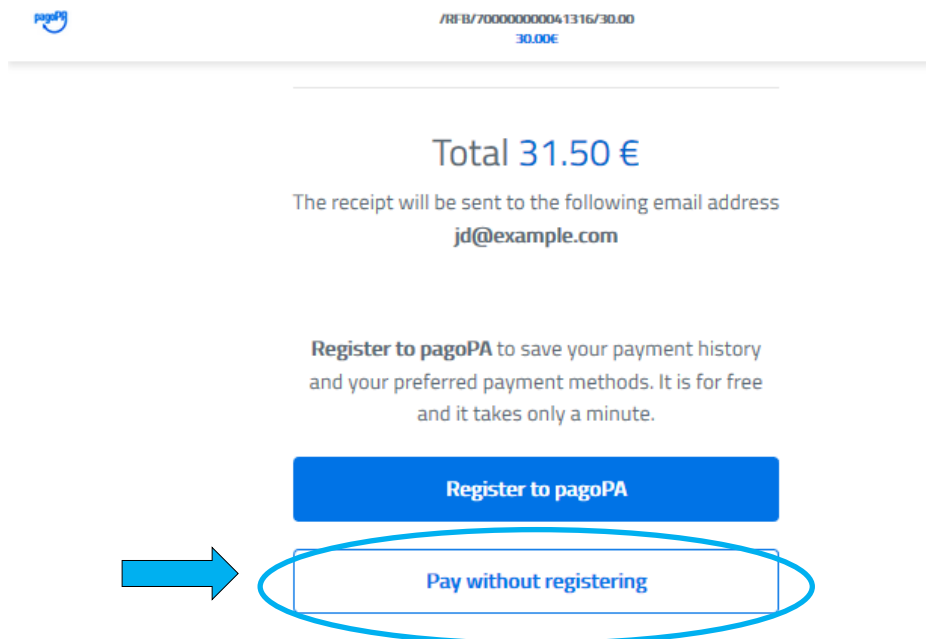 pagoPA
/RFB/700000000041316/30.00
30.00€
Total 31.50 €
The receipt will be sent to the following email address
jd@example.com
Register to pagoPA to save your payment history
and your preferred payment methods. It is for free
and it takes only a minute.
Register to pagoPA
Pay without registering